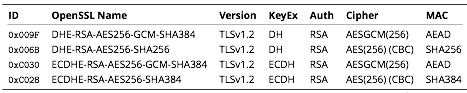 ID OpenSSL Name Version KeyEx Auth Cipher MAC
0x009F DHE-RSA-AES256-GCM-SHA384 TLSv1.2 DH RSA AESGCM(256) AEAD
0x006B DHE-RSA-AES256-SHA256 TLSv1.2 DH RSA AES(256) (CBC) SHA256
0xC030 ECDHE-RSA-AES256-GCM-SHA384 TLSv1.2 ECDH RSA AESGCM(256) AEAD
0xC028 ECDHE-RSA-AES256-SHA384 TLSv1.2 ECDH RSA AES(256) (CBC) SHA384